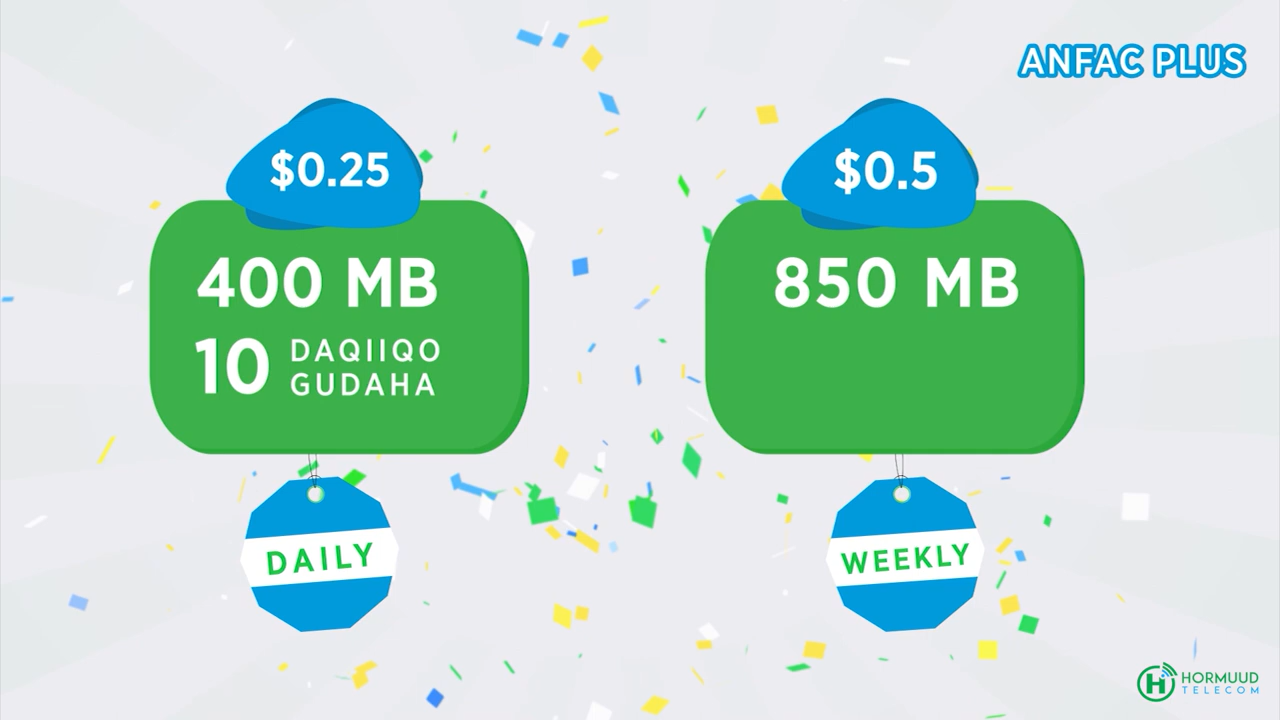 ANFAC PLUS
$0.25
400 MB
10 DAQIIQO
GUDAHA
DAILY
$0.5
850 MB
WEEKLY
HORMUUD
TELECOM